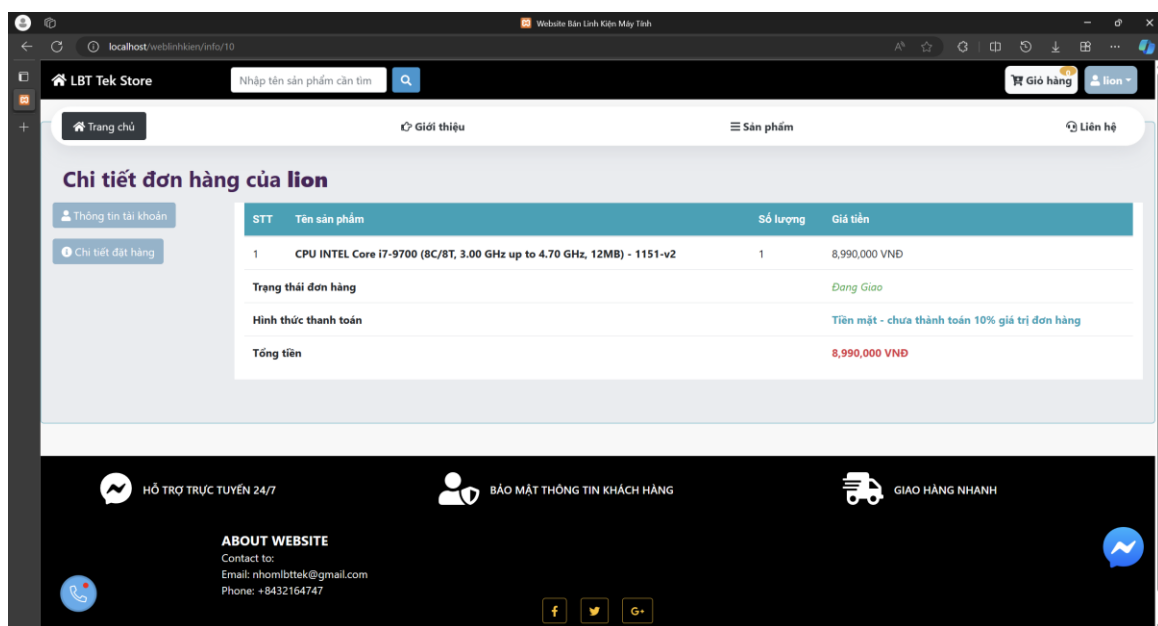 Website Bán Linh Kiện Máy Tính
localhost/weblinhkien/info/10
LBT Tek Store
Nhập tên sản phẩm cần tìm
0
Giỏ hàng
lion
Trang chủ
Giới thiệu
Sản phẩm
Liên hệ
Chi tiết đơn hàng của lion
Thông tin tài khoản
Chi tiết đặt hàng
STT Tên sản phẩm Số lượng Giá tiền
1 CPU INTEL Core i7-9700 (8C/8T, 3.00 GHz up to 4.70 GHz, 12MB) - 1151-v2 1 8,990,000 VNĐ
Trạng thái đơn hàng Đang Giao
Hình thức thanh toán Tiền mặt - chưa thành toán 10% giá trị đơn hàng
Tổng tiền 8,990,000 VNĐ
HỖ TRỢ TRỰC TUYẾN 24/7
BẢO MẬT THÔNG TIN KHÁCH HÀNG
GIAO HÀNG NHANH
ABOUT WEBSITE
Contact to:
Email: nhomlbttek@gmail.com
Phone: +8432164747